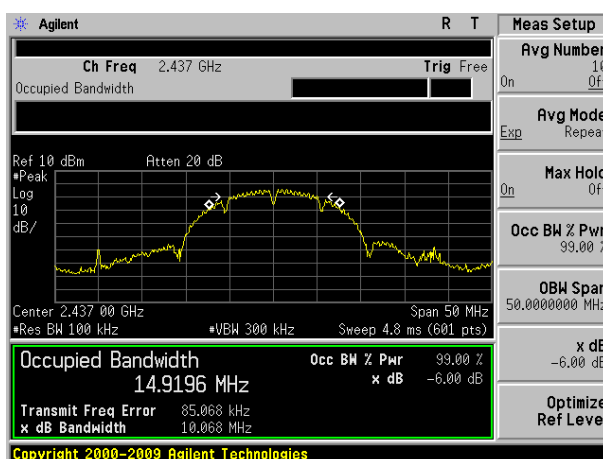 Agilent R T Meas Setup
Avg Number
10
On Of
Ch Freq 2.437 GHz Trig Free
Occupied Bandwidth
Avg Mode
Exp Repea
Ref 10 dBm Atten 20 dB
#Peak
Log
10
dB/
Max Hold
On Of
Occ BW % Pwr
99.00 %
OBW Span
50.0000000 MHz
Center 2.437 00 GHz Span 50 MHz
#Res BW 100 kHz #VBW 300 kHz Sweep 4.8 ms (601 pts)
x dB
-6.00 dB
Occupied Bandwidth
14.9196 MHz
Occ BW % Pwr 99.00 %
x dB -6.00 dB
Transmit Freq Error 85.068 kHz
x dB Bandwidth 10.068 MHz
Optimize
Ref Leve
Copyright 2000-2009 Agilent Technologies